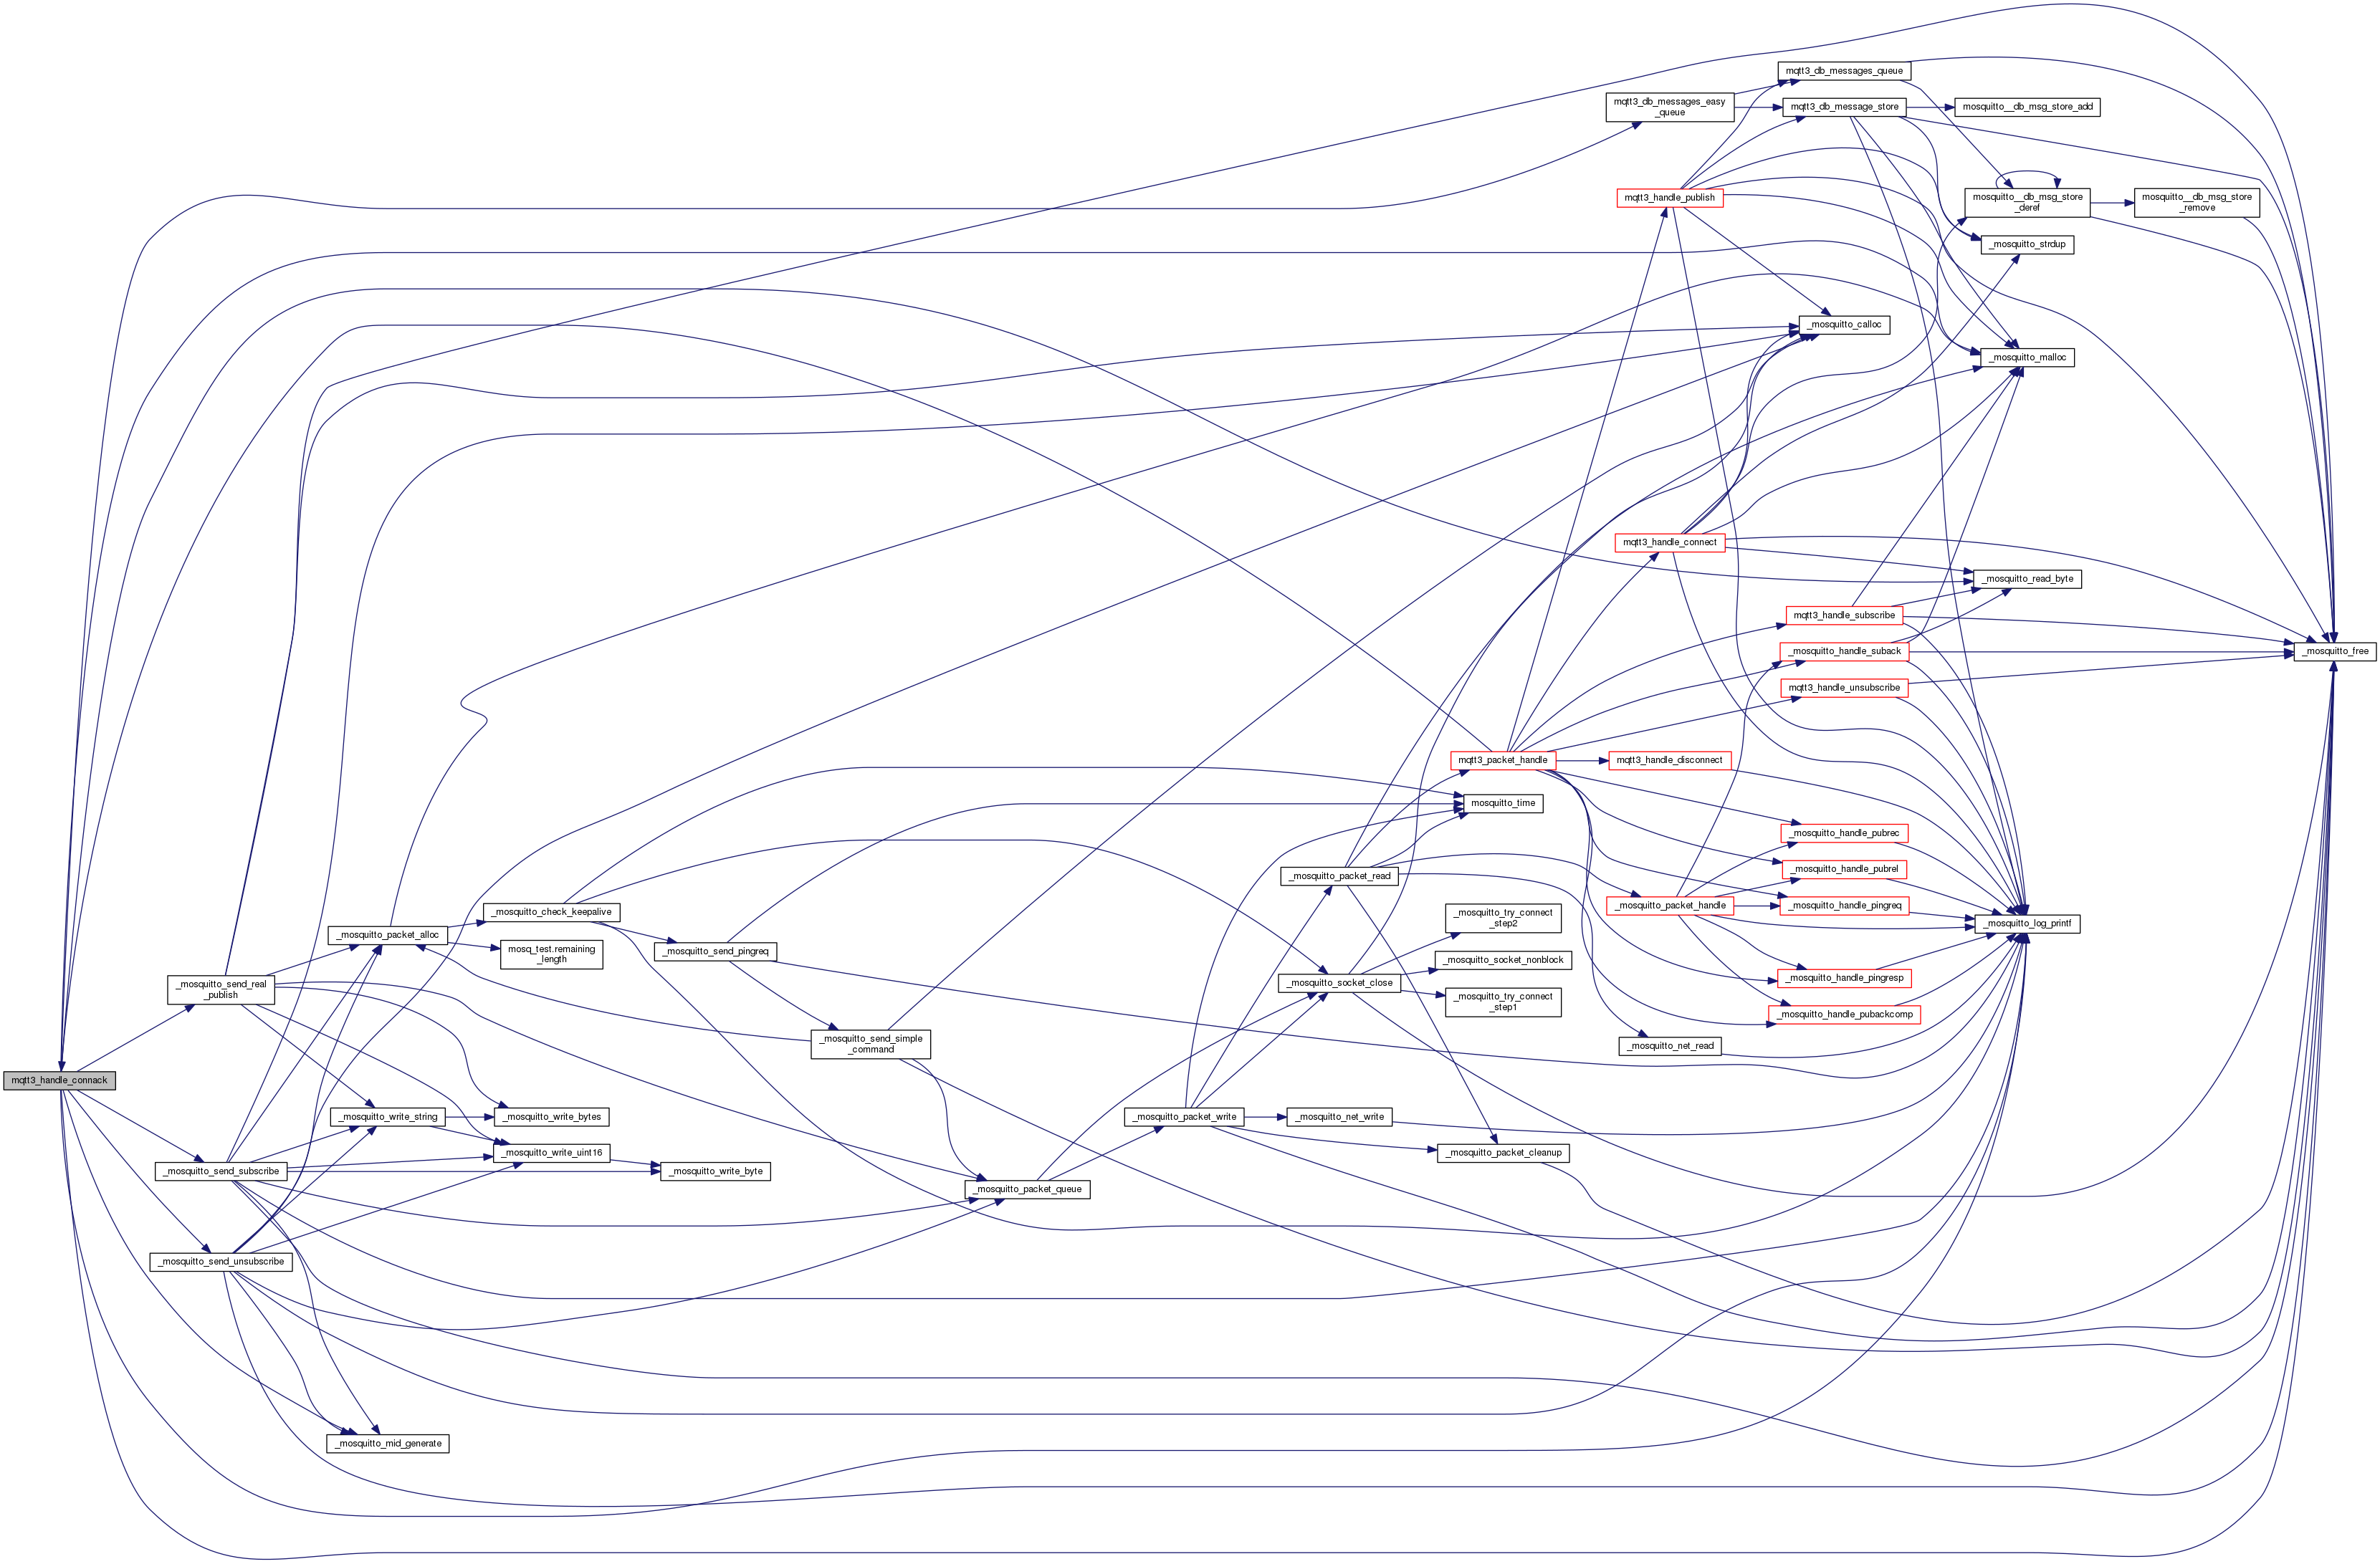 mqtt3_db_messages_queue
mqtt3_db_messages_easy
_queue
mqtt3_db_message_store
mosquitto__db_msg_store_add
mqtt3_handle_publish
mosquitto__db_msg_store
_deref
mosquitto__db_msg_store
_remove
_mosquitto_strdup
_mosquitto_calloc
_mosquitto_malloc
mqtt3_handle_connect
_mosquitto_read_byte
mqtt3_handle_subscribe
_mosquitto_handle_suback
_mosquitto_free
mqtt3_handle_unsubscribe
mqtt3_packet_handle
mqtt3_handle_disconnect
mosquitto_time
_mosquitto_handle_pubrec
_mosquitto_handle_pubrel
_mosquitto_packet_read
_mosquitto_packet_handle
_mosquitto_handle_pingreq
_mosquitto_check_keepalive
_mosquitto_try_connect
_step2
_mosquitto_log_printf
_mosquitto_packet_alloc
mosq_test.remaining
_length
_mosquitto_send_pingreq
_mosquitto_socket_nonblock
_mosquitto_handle_pingresp
_mosquitto_send_real
_publish
_mosquitto_socket_close
_mosquitto_try_connect
_step1
_mosquitto_handle_pubackcomp
_mosquitto_send_simple
_command
_mosquitto_net_read
mqtt3_handle_connack
_mosquitto_write_string
_mosquitto_write_bytes
_mosquitto_packet_write
_mosquitto_net_write
_mosquitto_write_uint16
_mosquitto_packet_cleanup
_mosquitto_send_subscribe
_mosquitto_write_byte
_mosquitto_packet_queue
_mosquitto_send_unsubscribe
_mosquitto_mid_generate